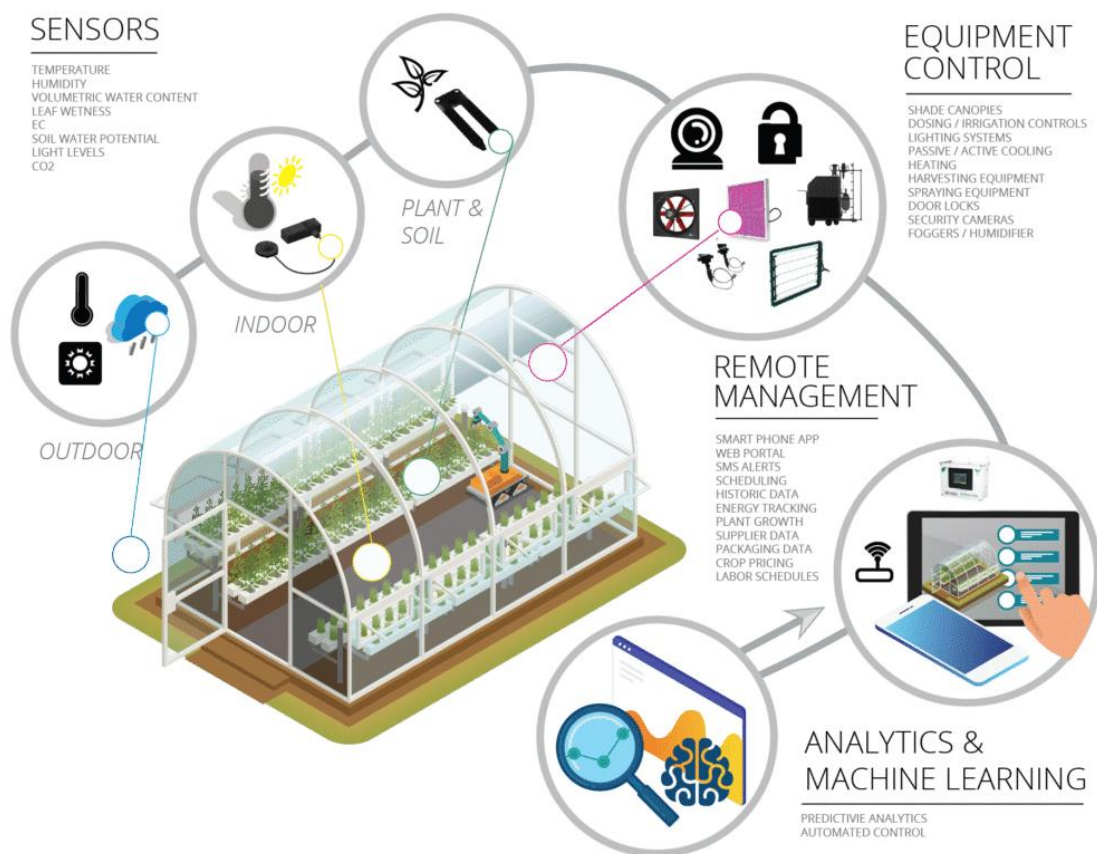 SENSORS
TEMPERATURE
HUMIDITY
VOLUMETRIC WATER CONTENT
LEAF WETNESS
EC
SOIL WATER POTENTIAL
LIGHT LEVELS
CO2
PLANT &
SOIL
INDOOR
OUTDOOR
EQUIPMENT
CONTROL
SHADE CANOPIES
DOSING / IRRIGATION CONTROLS
LIGHTING SYSTEMS
PASSIVE / ACTIVE COOLING
HEATING
HARVESTING EQUIPMENT
SPRAYING EQUIPMENT
DOOR LOCKS
SECURITY CAMERAS
FOGGERS / HUMIDIFIER
REMOTE
MANAGEMENT
SMART PHONE APP
WEB PORTAL
SMS ALERTS
SCHEDULING
HISTORIC DATA
ENERGY TRACKING
PLANT GROWTH
SUPPLIER DATA
PACKAGING DATA
CROP PRICING
LABOR SCHEDULES
ANALYTICS &
MACHINE LEARNING
PREDICTIVIE ANALYTICS
AUTOMATED CONTROL